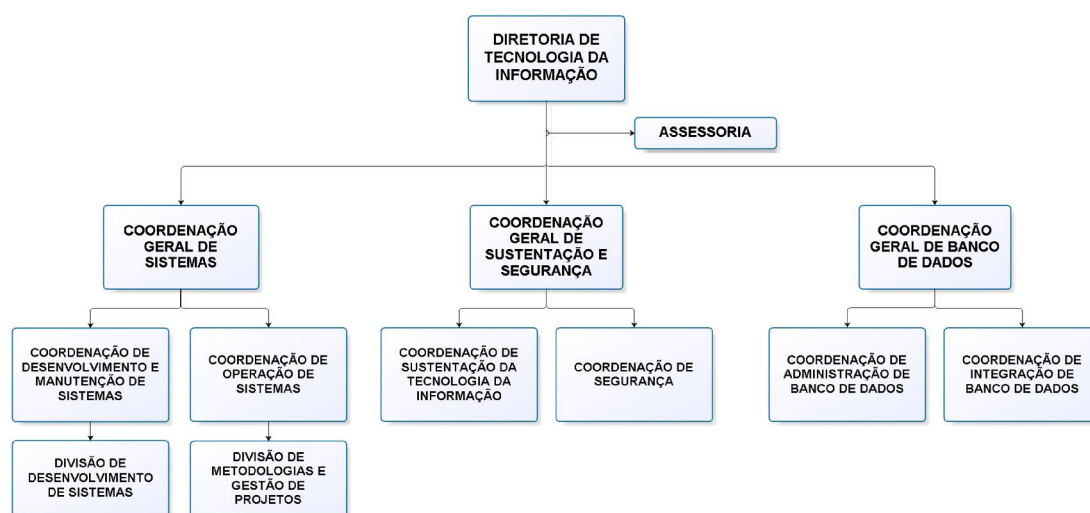 DIRETORIA DE
TECNOLOGIA DA
INFORMAÇÃO
ASSESSORIA
COORDENAÇÃO
GERAL DE
SISTEMAS
COORDENAÇÃO
GERAL DE
SUSTENTAÇÃO E
SEGURANÇA
COORDENAÇÃO
GERAL DE BANCO
DE DADOS
COORDENAÇÃO DE
DESENVOLVIMENTO E
MANUTENÇÃO DE
SISTEMAS
COORDENAÇÃO DE
OPERAÇÃO DE
SISTEMAS
COORDENAÇÃO DE
SUSTENTAÇÃO DA
TECNOLOGIA DA
INFORMAÇÃO
COORDENAÇÃO DE
SEGURANÇA
COORDENAÇÃO DE
ADMINISTRAÇÃO DE
BANCO DE DADOS
COORDENAÇÃO DE
INTEGRAÇÃO DE
BANCO DE DADOS
DIVISÃO DE
DESENVOLVIMENTO
DE SISTEMAS
DIVISÃO DE
METODOLOGIAS E
GESTÃO DE
PROJETOS